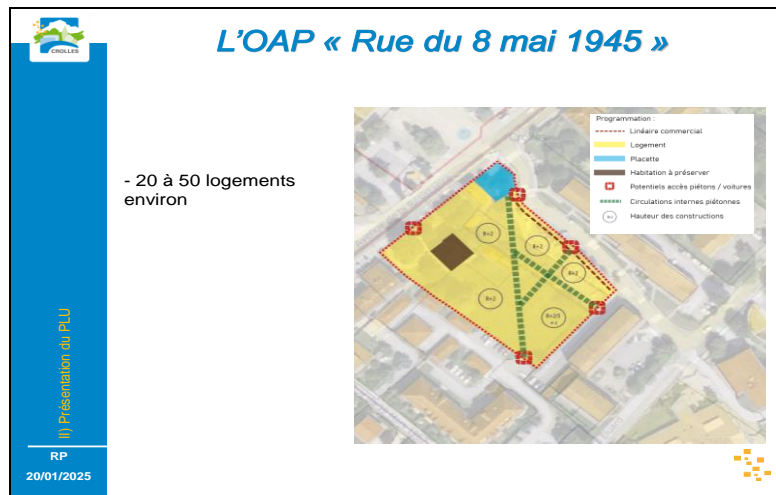 CROLLES
L'OAP « Rue du 8 mai 1945 »
- 20 à 50 logements
environ
Programmation :
Linéaire commercial
Logement
Placette
Habitation à préserver
Potentiels accès piétons / voitures
Circulations internes piétonnes
Hauteur des constructions
R+2
R+2
R+2
R+2
II) Présentation du PLU
RP
20/01/2025